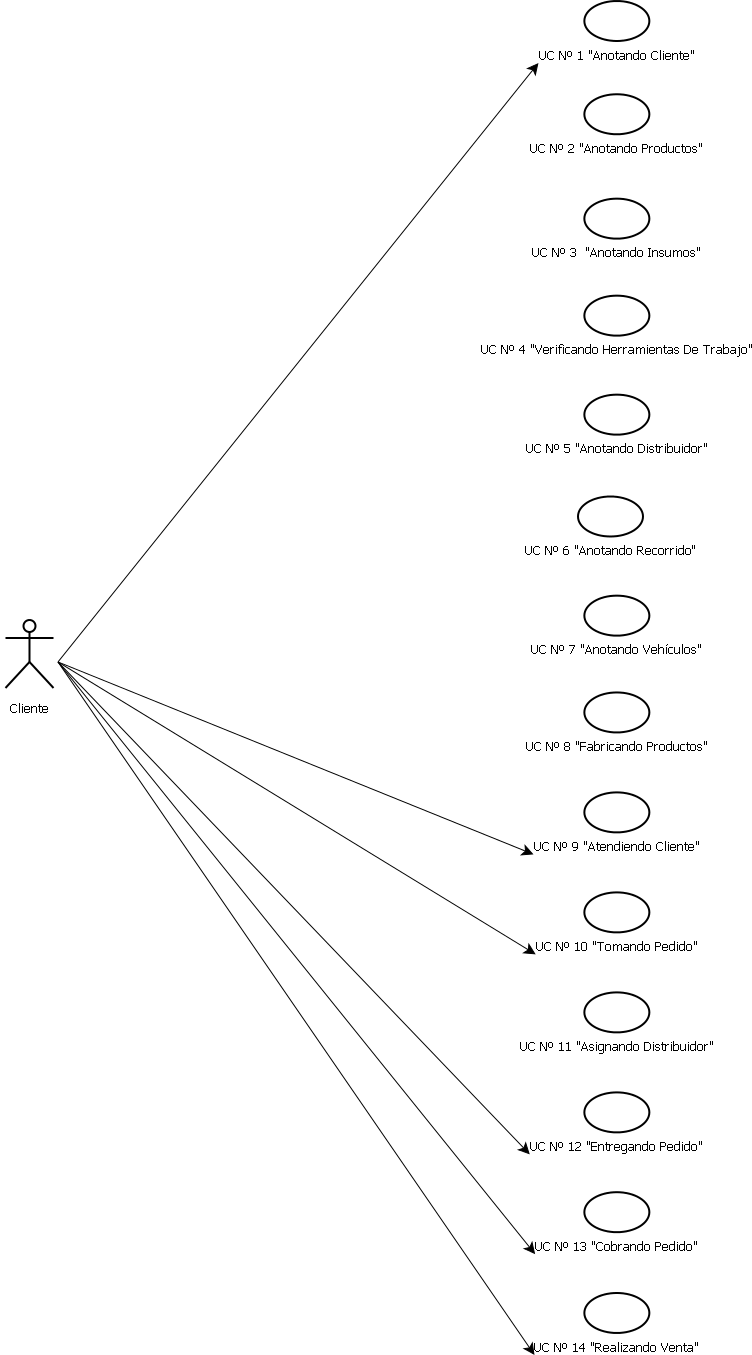 UC Nº 1 "Anotando Cliente"
UC Nº 2 "Anotando Productos"
UC Nº 3  "Anotando Insumos"
UC Nº 4 "Verificando Herramientas De Trabajo"
UC Nº 5 "Anotando Distribuidor"
UC Nº 6 "Anotando Recorrido"
UC Nº 7 "Anotando Vehículos"
Cliente
UC Nº 8 "Fabricando Productos"
UC Nº 9 "Atendiendo Cliente"
UC Nº 10 "Tomando Pedido"
UC Nº 11 "Asignando Distribuidor"
UC Nº 12 "Entregando Pedido"
UC Nº 13 "Cobrando Pedido"
UC Nº 14 "Realizando Venta"